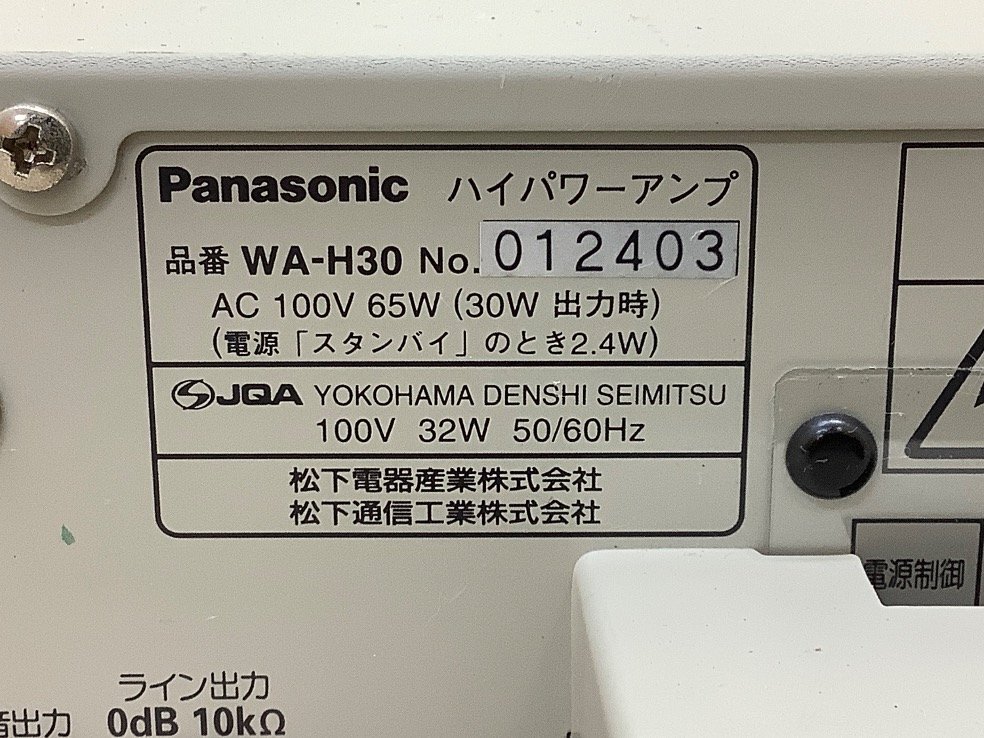 Panasonic ハイパワーアンプ
品番 WA-H30 No. 012403
AC 100V 65W (30W 出力時)
(電源「スタンバイ」のとき2.4W)
JQA YOKOHAMA DENSHI SEIMITSU
100V 32W 50/60Hz
松下電器産業株式会社
松下通信工業株式会社
電源制御
ライン出力
音出力 0dB 10kΩ